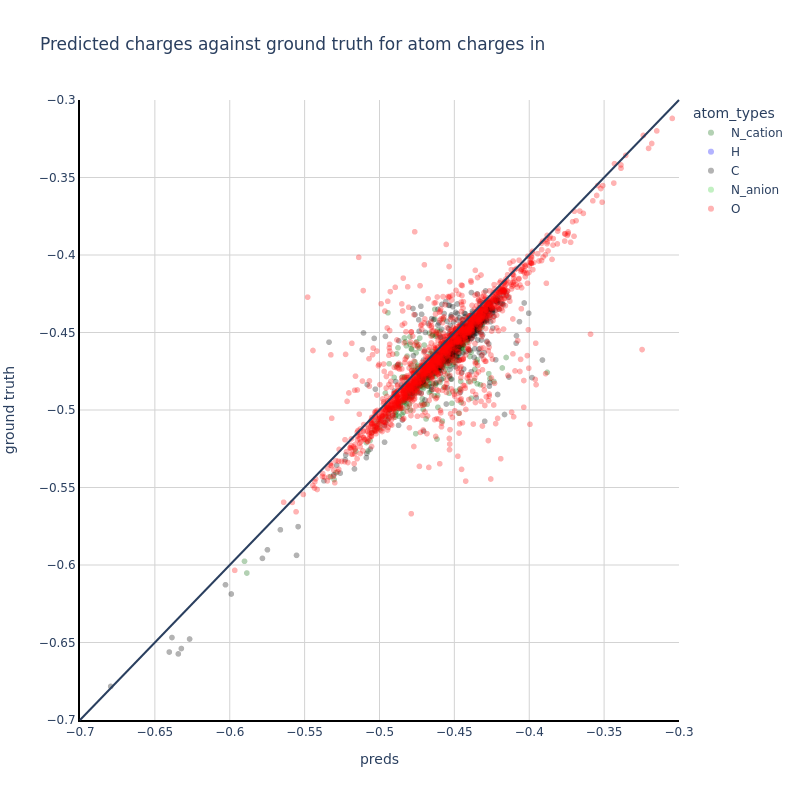 Predicted charges against ground truth for atom charges in
atom_types
N_cation
H
C
N_anion
O
ground truth
−0.3
−0.35
−0.4
−0.45
−0.5
−0.55
−0.6
−0.65
−0.7
−0.7 −0.65 −0.6 −0.55 −0.5 −0.45 −0.4 −0.35 −0.3
preds